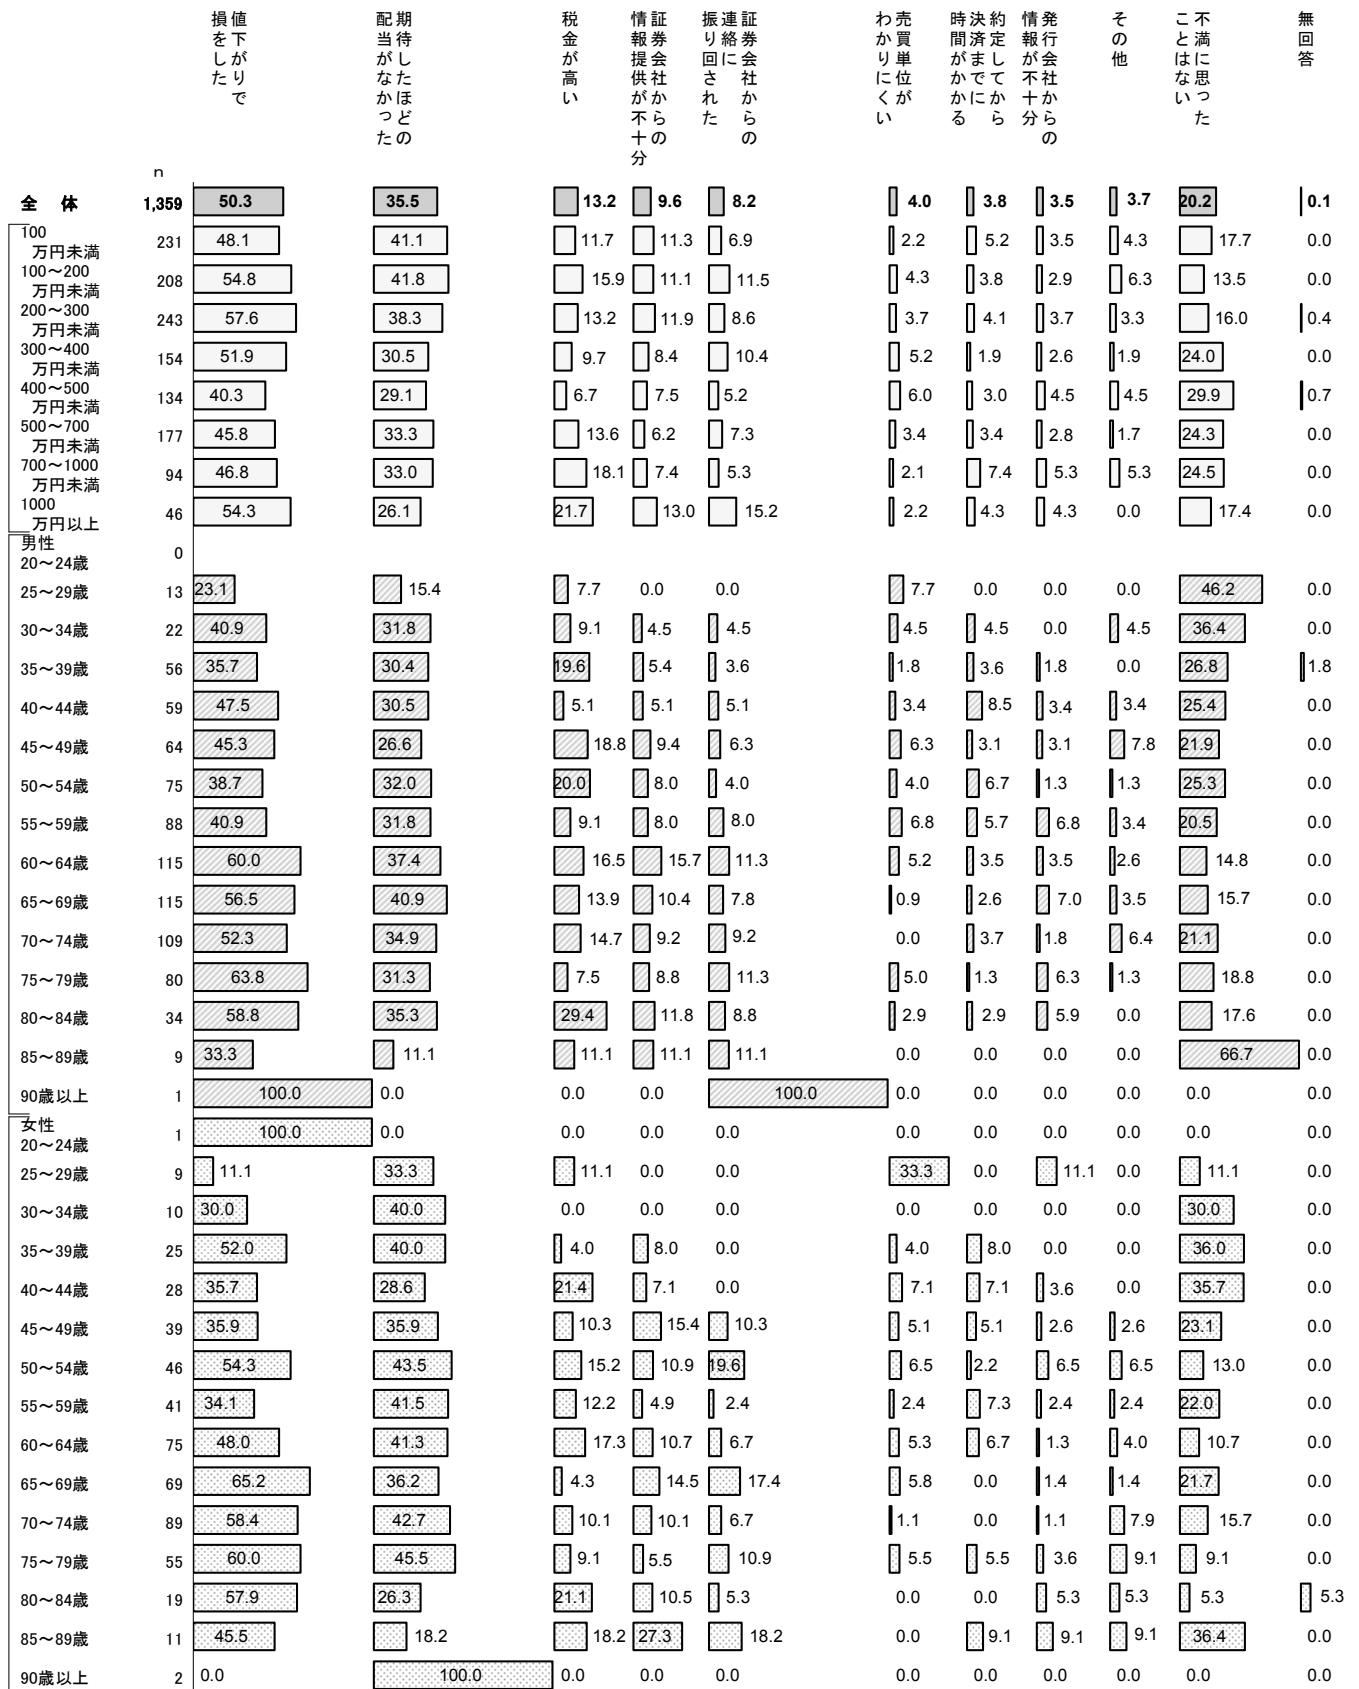 値下がりで
損をした
期待したほどの
配当がなかった
税金が高い
証券会社からの
情報提供が不十分
証券会社からの
連絡に
振り回された
売買単位が
わかりにくい
約定してから
決済までに
時間がかかる
発行会社からの
情報が不十分
その他
不満に思った
ことはない
無回答
n
全 体 1,359 50.3 35.5 13.2 9.6 8.2 4.0 3.8 3.5 3.7 20.2 0.1
100
万円未満 231 48.1 41.1 11.7 11.3 6.9 2.2 5.2 3.5 4.3 17.7 0.0
100～200
万円未満 208 54.8 41.8 15.9 11.1 11.5 4.3 3.8 2.9 6.3 13.5 0.0
200～300
万円未満 243 57.6 38.3 13.2 11.9 8.6 3.7 4.1 3.7 3.3 16.0 0.4
300～400
万円未満 154 51.9 30.5 9.7 8.4 10.4 5.2 1.9 2.6 1.9 24.0 0.0
400～500
万円未満 134 40.3 29.1 6.7 7.5 5.2 6.0 3.0 4.5 4.5 29.9 0.7
500～700
万円未満 177 45.8 33.3 13.6 6.2 7.3 3.4 3.4 2.8 1.7 24.3 0.0
700～1000
万円未満 94 46.8 33.0 18.1 7.4 5.3 2.1 7.4 5.3 5.3 24.5 0.0
1000
万円以上 46 54.3 26.1 21.7 13.0 15.2 2.2 4.3 4.3 0.0 17.4 0.0
男性
20～24歳 0
25～29歳 13 23.1 15.4 7.7 0.0 0.0 7.7 0.0 0.0 0.0 46.2 0.0
30～34歳 22 40.9 31.8 9.1 4.5 4.5 4.5 4.5 0.0 4.5 36.4 0.0
35～39歳 56 35.7 30.4 19.6 5.4 3.6 1.8 3.6 1.8 0.0 26.8 1.8
40～44歳 59 47.5 30.5 5.1 5.1 5.1 3.4 8.5 3.4 3.4 25.4 0.0
45～49歳 64 45.3 26.6 18.8 9.4 6.3 6.3 3.1 3.1 7.8 21.9 0.0
50～54歳 75 38.7 32.0 20.0 8.0 4.0 4.0 6.7 1.3 1.3 25.3 0.0
55～59歳 88 40.9 31.8 9.1 8.0 8.0 6.8 5.7 6.8 3.4 20.5 0.0
60～64歳 115 60.0 37.4 16.5 15.7 11.3 5.2 3.5 3.5 2.6 14.8 0.0
65～69歳 115 56.5 40.9 13.9 10.4 7.8 0.9 2.6 7.0 3.5 15.7 0.0
70～74歳 109 52.3 34.9 14.7 9.2 9.2 0.0 3.7 1.8 6.4 21.1 0.0
75～79歳 80 63.8 31.3 7.5 8.8 11.3 5.0 1.3 6.3 1.3 18.8 0.0
80～84歳 34 58.8 35.3 29.4 11.8 8.8 2.9 2.9 5.9 0.0 17.6 0.0
85～89歳 9 33.3 11.1 11.1 11.1 11.1 0.0 0.0 0.0 0.0 66.7 0.0
90歳以上 1 100.0 0.0 0.0 0.0 100.0 0.0 0.0 0.0 0.0 0.0 0.0
女性
20～24歳 1 100.0 0.0 0.0 0.0 0.0 0.0 0.0 0.0 0.0 0.0 0.0
25～29歳 9 11.1 33.3 11.1 0.0 0.0 33.3 0.0 11.1 0.0 11.1 0.0
30～34歳 10 30.0 40.0 0.0 0.0 0.0 0.0 0.0 0.0 0.0 30.0 0.0
35～39歳 25 52.0 40.0 4.0 8.0 0.0 4.0 8.0 0.0 0.0 36.0 0.0
40～44歳 28 35.7 28.6 21.4 7.1 0.0 7.1 7.1 3.6 0.0 35.7 0.0
45～49歳 39 35.9 35.9 10.3 15.4 10.3 5.1 5.1 2.6 2.6 23.1 0.0
50～54歳 46 54.3 43.5 15.2 10.9 19.6 6.5 2.2 6.5 6.5 13.0 0.0
55～59歳 41 34.1 41.5 12.2 4.9 2.4 2.4 7.3 2.4 2.4 22.0 0.0
60～64歳 75 48.0 41.3 17.3 10.7 6.7 5.3 6.7 1.3 4.0 10.7 0.0
65～69歳 69 65.2 36.2 4.3 14.5 17.4 5.8 0.0 1.4 1.4 21.7 0.0
70～74歳 89 58.4 42.7 10.1 10.1 6.7 1.1 0.0 1.1 7.9 15.7 0.0
75～79歳 55 60.0 45.5 9.1 5.5 10.9 5.5 5.5 3.6 9.1 9.1 0.0
80～84歳 19 57.9 26.3 21.1 10.5 5.3 0.0 0.0 5.3 5.3 5.3 5.3
85～89歳 11 45.5 18.2 18.2 27.3 18.2 0.0 9.1 9.1 9.1 36.4 0.0
90歳以上 2 0.0 100.0 0.0 0.0 0.0 0.0 0.0 0.0 0.0 0.0 0.0